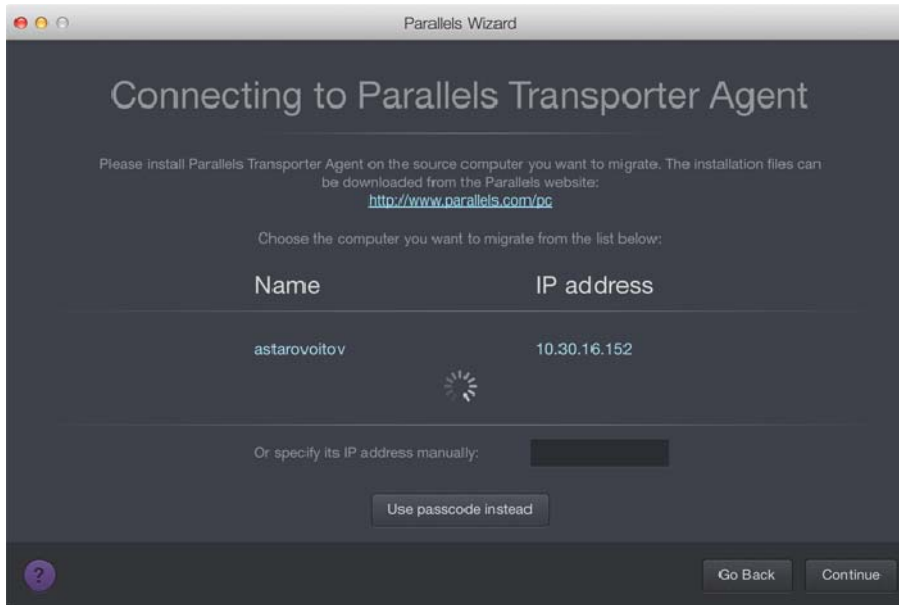 Parallels Wizard
Connecting to Parallels Transporter Agent
Please install Parallels Transporter Agent on the source computer you want to migrate. The installation files can
be downloaded from the Parallels website:
http://www.parallels.com/pc
Choose the computer you want to migrate from the list below:
Name IP address
astarovoitov 10.30.16.152
Or specify its IP address manually:
Use passcode instead
? Go Back Continue